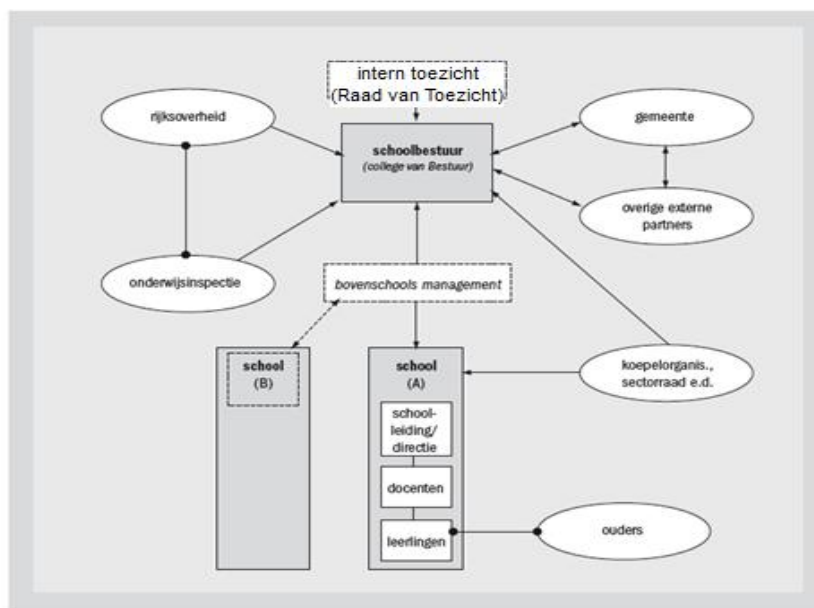 intern toezicht
(Raad van Toezicht)
rijksoverheid
schoolbestuur
(college van Bestuur)
gemeente
overige externe
partners
onderwijsinspectie
bovenschools management
school
(B)
school
(A)
koepelorganis.,
sectorraad e.d.
school-
leiding/
directie
docenten
leerlingen
ouders